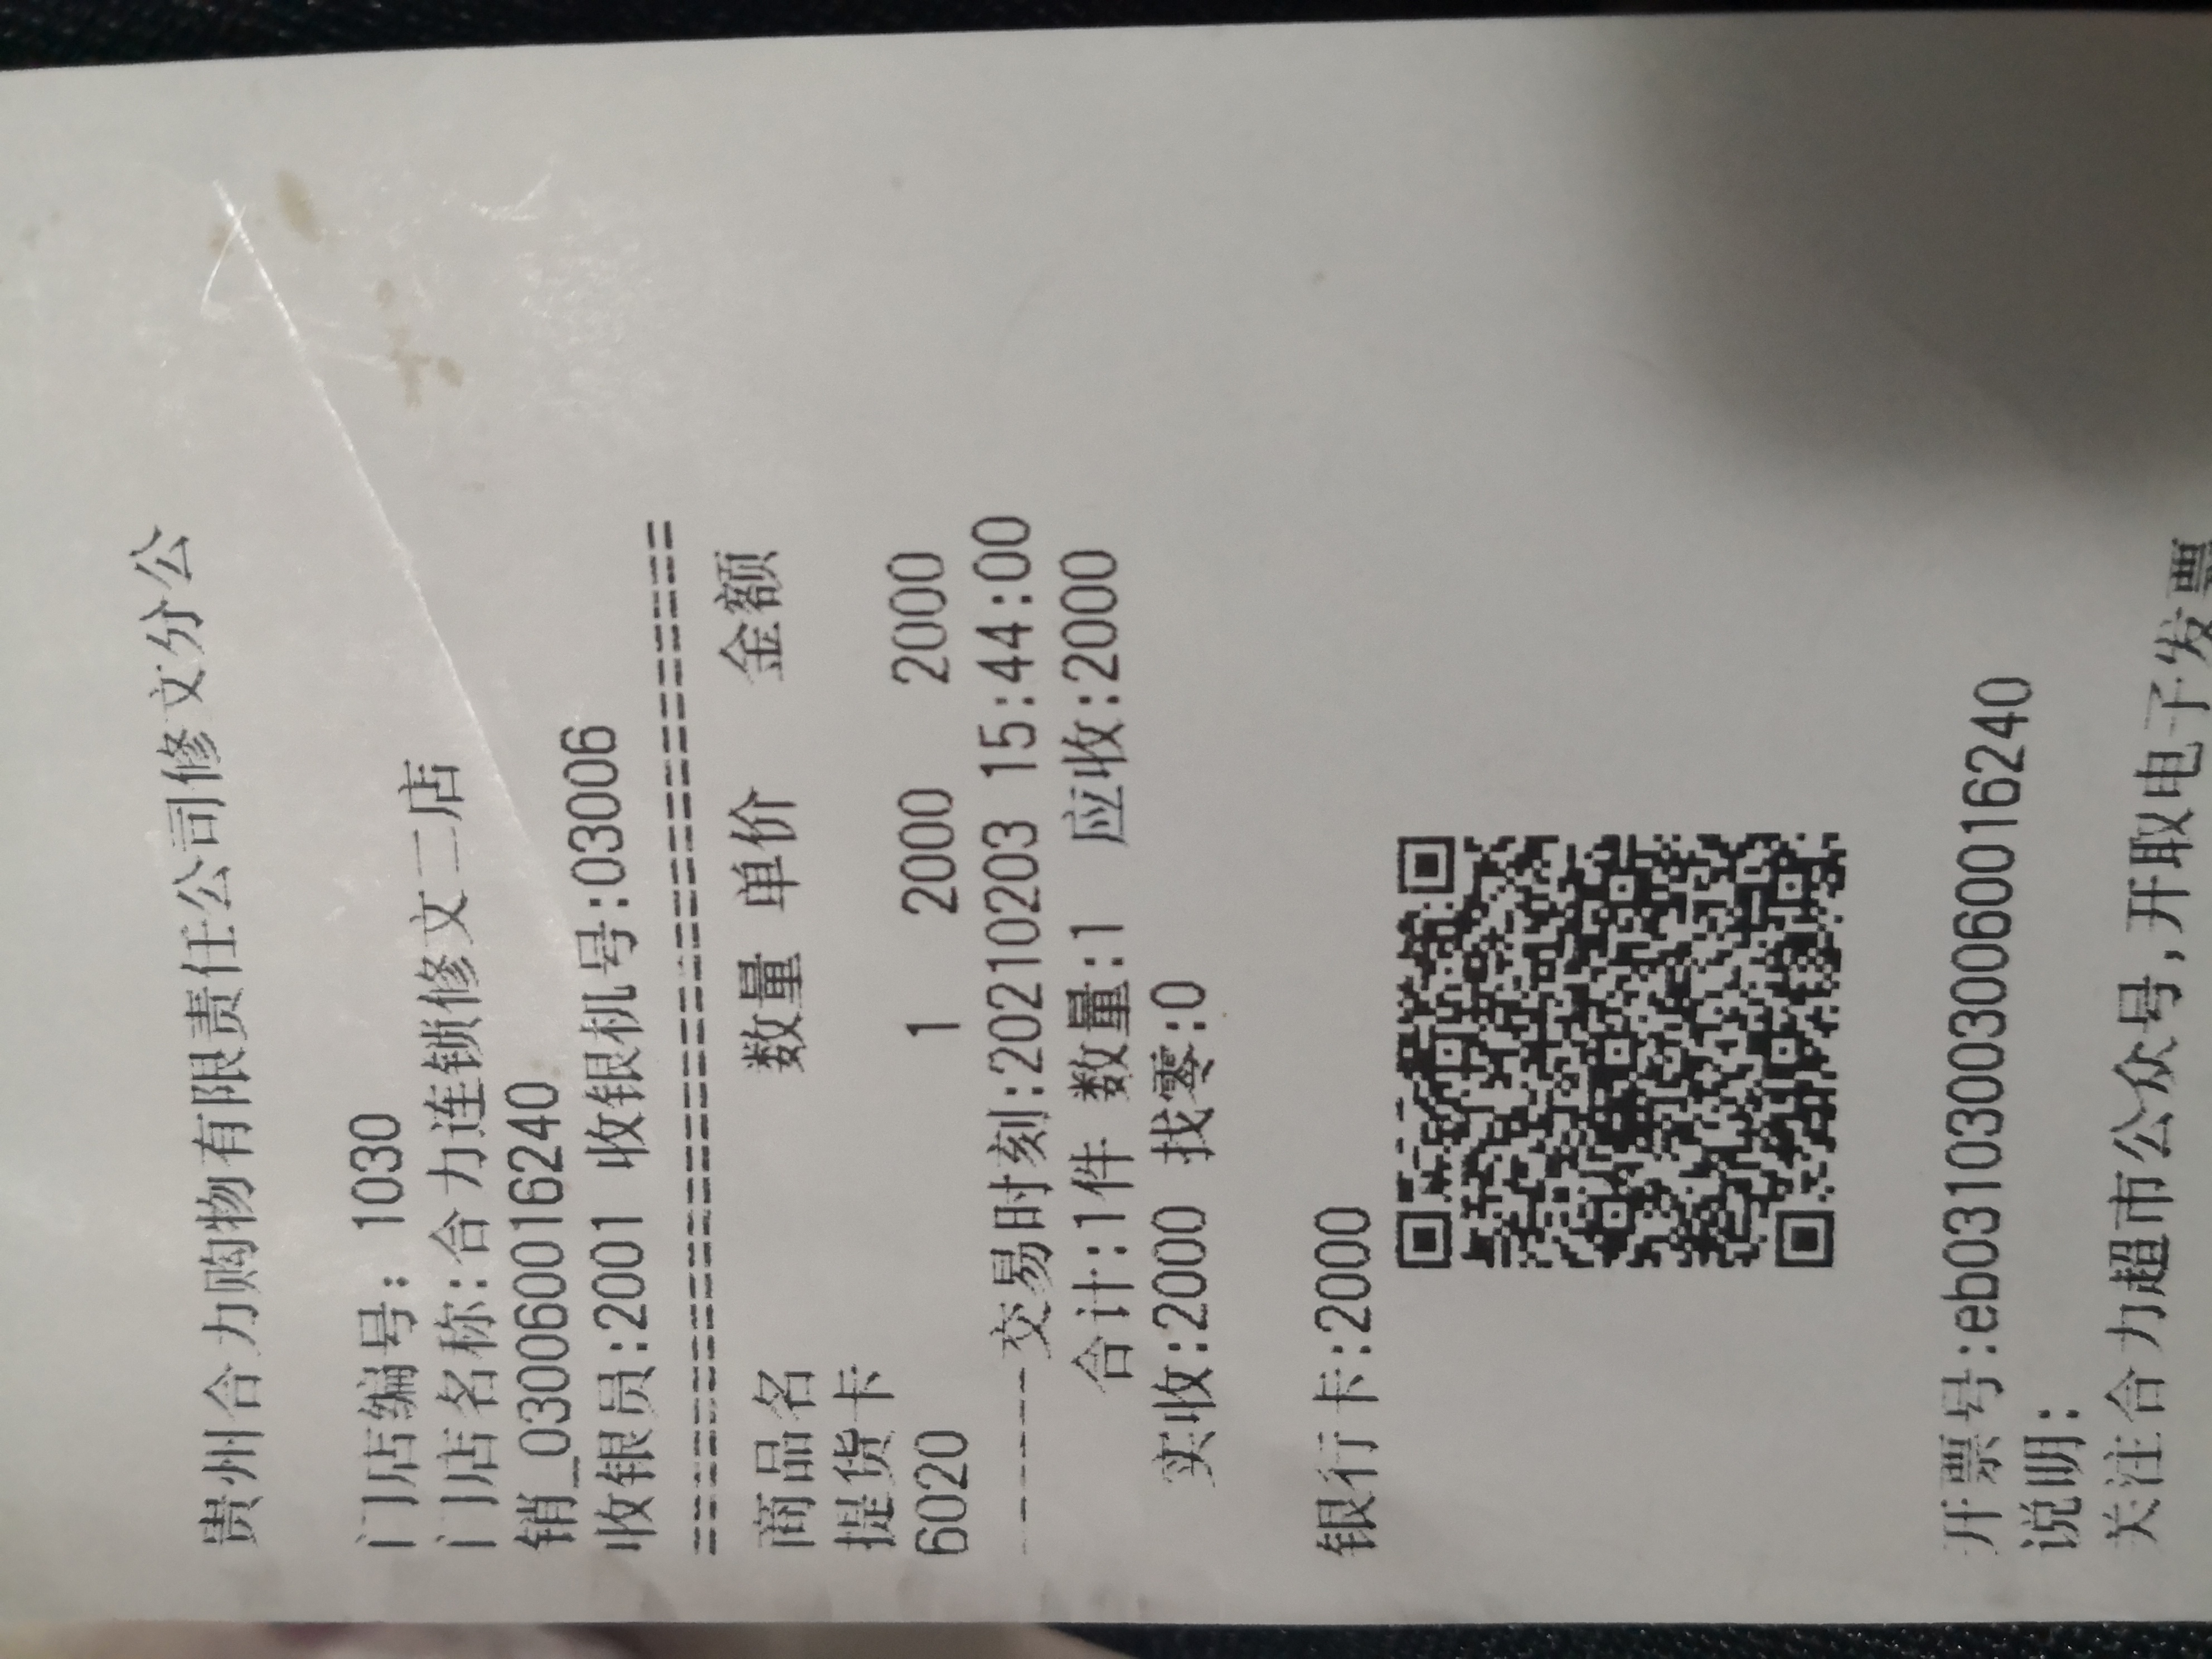 贵州合力购物有限责任公司修文分公
门店编号: 1030
门店名称:合力连锁修文二店
销_030060016240
收银员:2001 收银机号:03006
================================
商品名 数量 单价 金额
提货卡
6020 1 2000 2000
------交易时刻:20210203 15:44:00
合计:1件 数量:1 应收:2000
实收:2000 找零:0
银行卡:2000
开票号:eb03103003006001​6240
说明:
关注合力超市公众号,开取电子发票